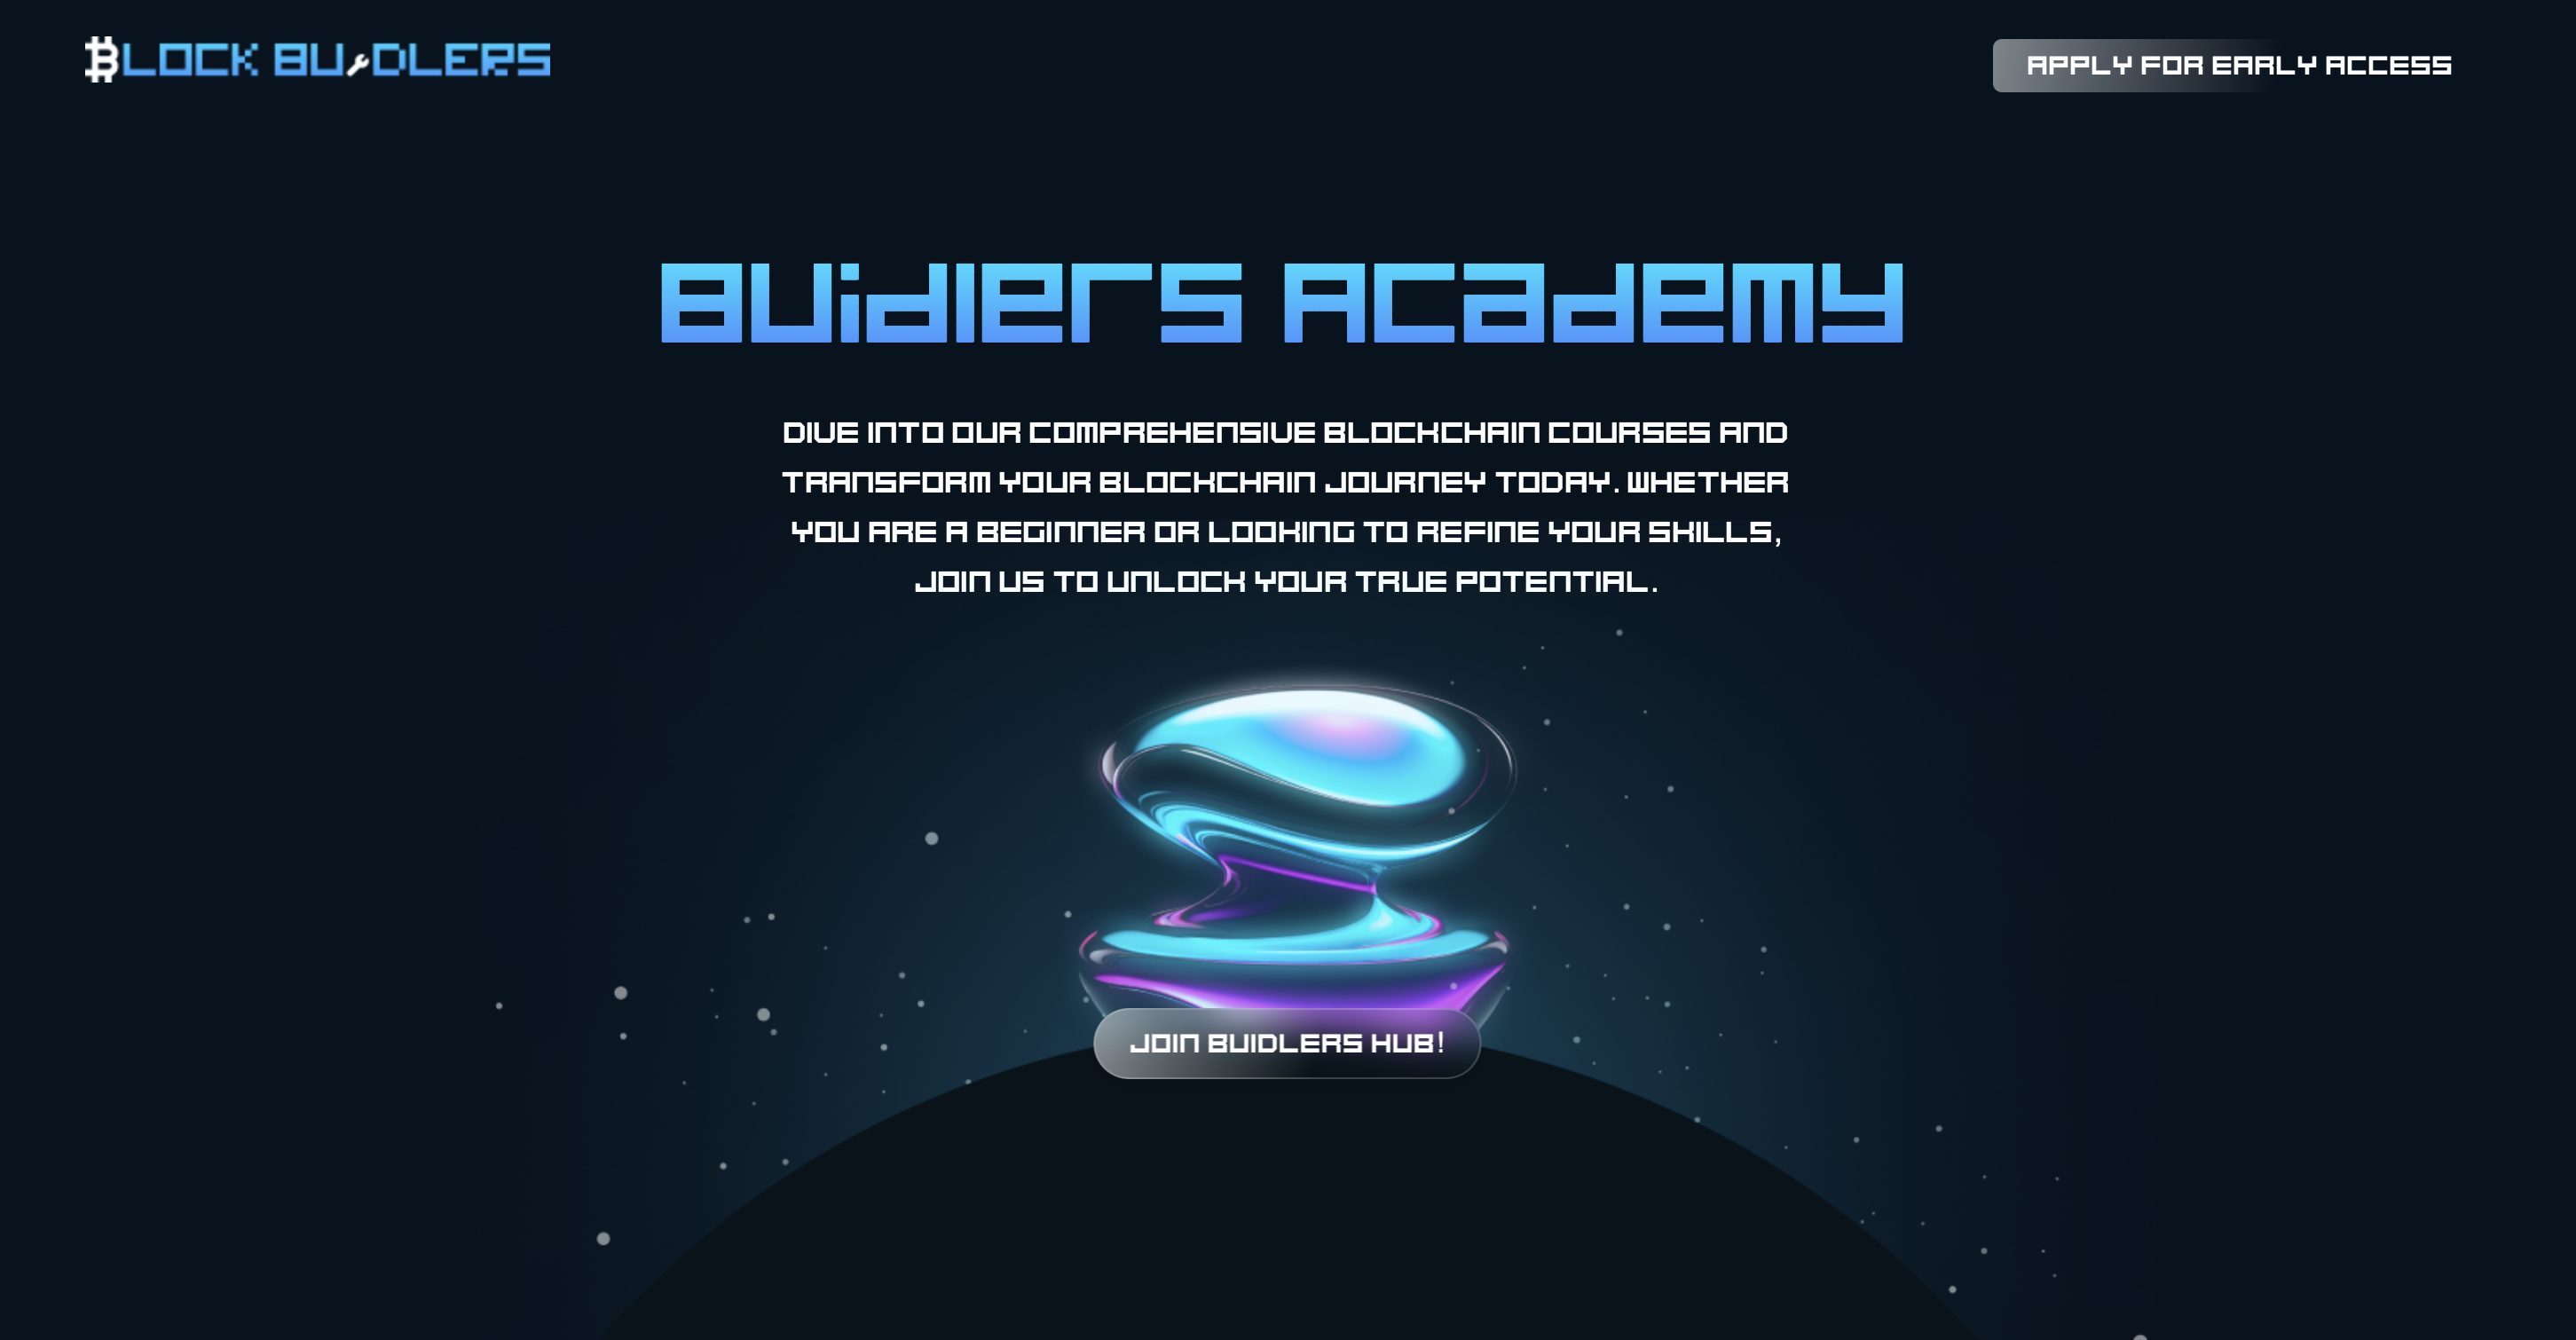 BLOCK BUIDLERS
APPLY FOR EARLY ACCESS
Buidlers Academy
DIVE INTO OUR COMPREHENSIVE BLOCKCHAIN COURSES AND
TRANSFORM YOUR BLOCKCHAIN JOURNEY TODAY. WHETHER
YOU ARE A BEGINNER OR LOOKING TO REFINE YOUR SKILLS,
JOIN US TO UNLOCK YOUR TRUE POTENTIAL.
JOIN BUIDLERS HUB!